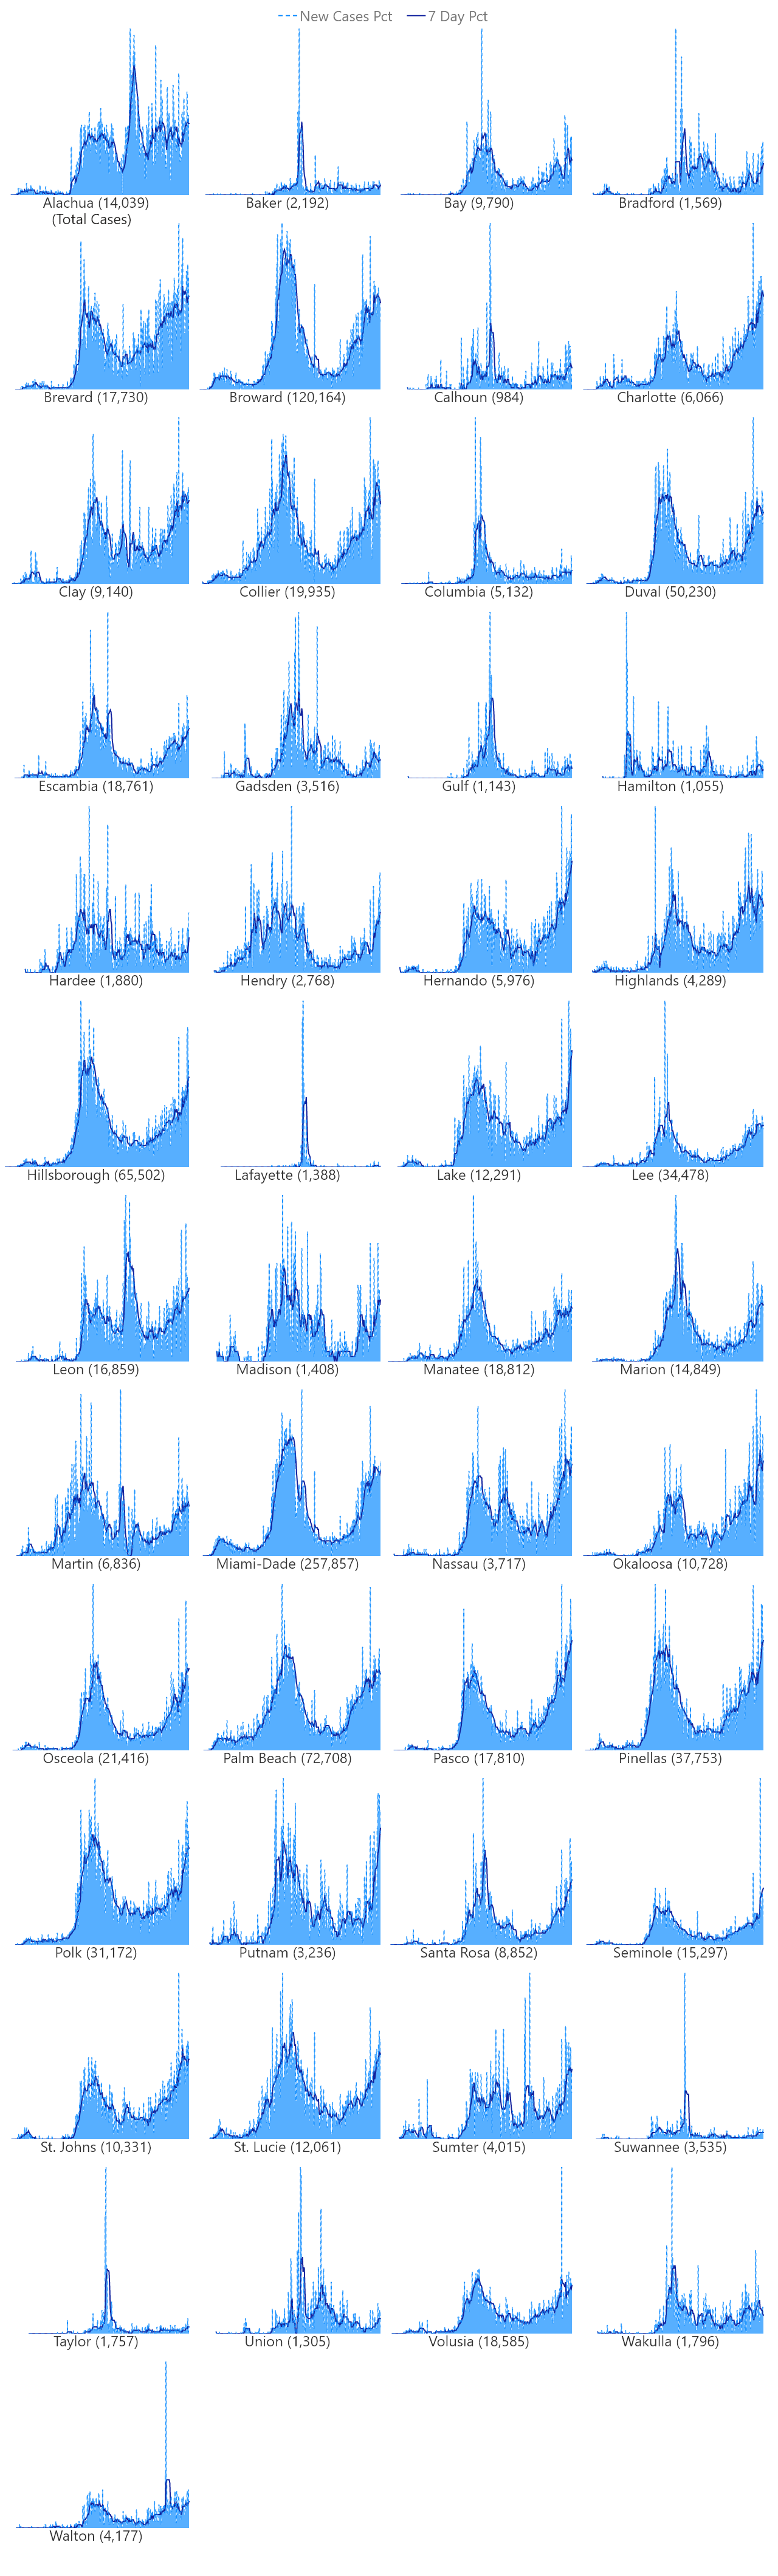 New Cases Pct 7 Day Pct
Alachua (14,039) Baker (2,192) Bay (9,790) Bradford (1,569)
(Total Cases)
Brevard (17,730) Broward (120,164) Calhoun (984) Charlotte (6,066)
Clay (9,140) Collier (19,935) Columbia (5,132) Duval (50,230)
Escambia (18,761) Gadsden (3,516) Gulf (1,143) Hamilton (1,055)
Hardee (1,880) Hendry (2,768) Hernando (5,976) Highlands (4,289)
Hillsborough (65,502) Lafayette (1,388) Lake (12,291) Lee (34,478)
Leon (16,859) Madison (1,408) Manatee (18,812) Marion (14,849)
Martin (6,836) Miami-Dade (257,857) Nassau (3,717) Okaloosa (10,728)
Osceola (21,416) Palm Beach (72,708) Pasco (17,810) Pinellas (37,753)
Polk (31,172) Putnam (3,236) Santa Rosa (8,852) Seminole (15,297)
St. Johns (10,331) St. Lucie (12,061) Sumter (4,015) Suwannee (3,535)
Taylor (1,757) Union (1,305) Volusia (18,585) Wakulla (1,796)
Walton (4,177)